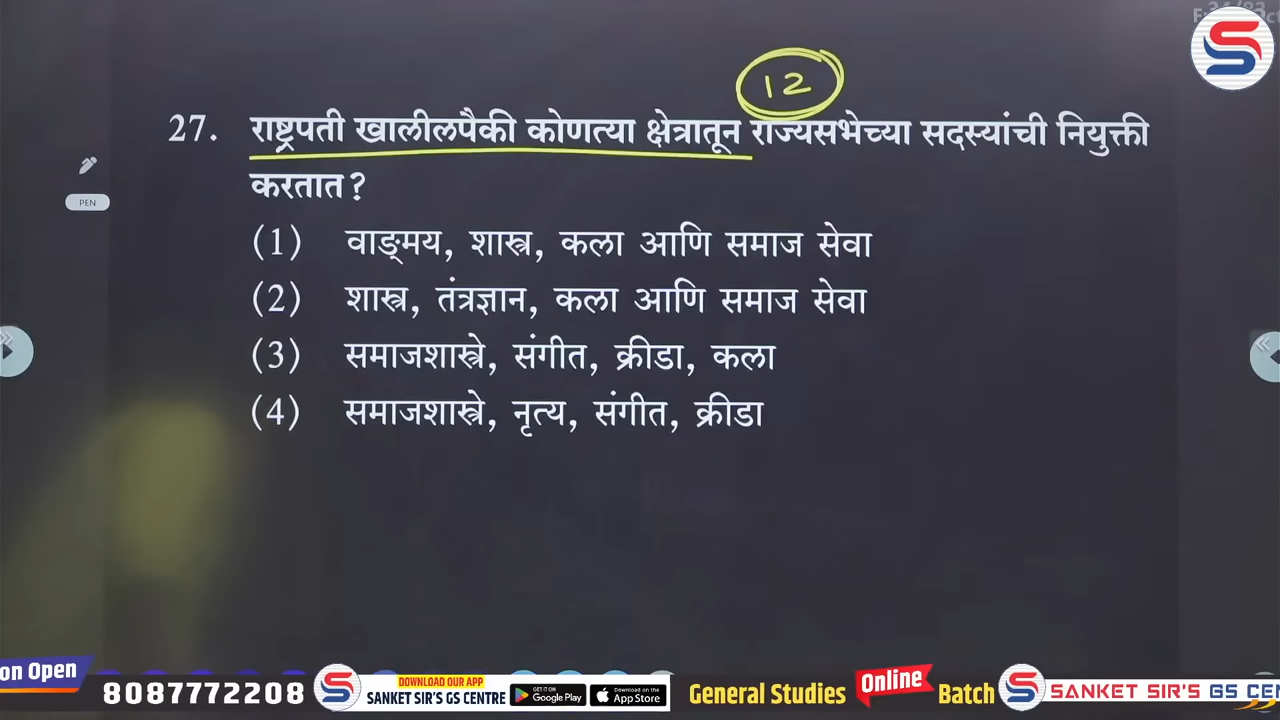 12
27. राष्ट्रपती खालीलपैकी कोणत्या क्षेत्रातून राज्यसभेच्या सदस्यांची नियुक्ती
करतात?
PEN
(1) वाङ्मय, शास्त्र, कला आणि समाज सेवा
(2) शास्त्र, तंत्रज्ञान, कला आणि समाज सेवा
(3) समाजशास्त्रे, संगीत, क्रीडा, कला
(4) समाजशास्त्रे, नृत्य, संगीत, क्रीडा
on Open
8087772208
DOWNLOAD OUR APP
SANKET SIR'S GS CENTRE
GET IT ON
Google Play
Download on the
App Store
General Studies Online Batch
SANKET SIR'S GS CEN